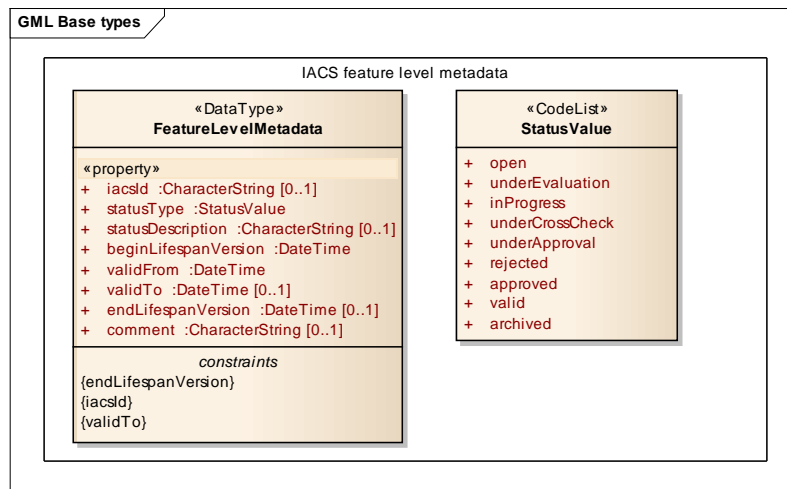 GML Base types
IACS feature level metadata
«DataType»
FeatureLevelMetadata
«property»
+ iacsId :CharacterString [0..1]
+ statusType :StatusValue
+ statusDescription :CharacterString [0..1]
+ beginLifespanVersion :DateTime
+ validFrom :DateTime
+ validTo :DateTime [0..1]
+ endLifespanVersion :DateTime [0..1]
+ comment :CharacterString [0..1]
constraints
{endLifespanVersion}
{iacsId}
{validTo}
«CodeList»
StatusValue
+ open
+ underEvaluation
+ inProgress
+ underCrossCheck
+ underApproval
+ rejected
+ approved
+ valid
+ archived